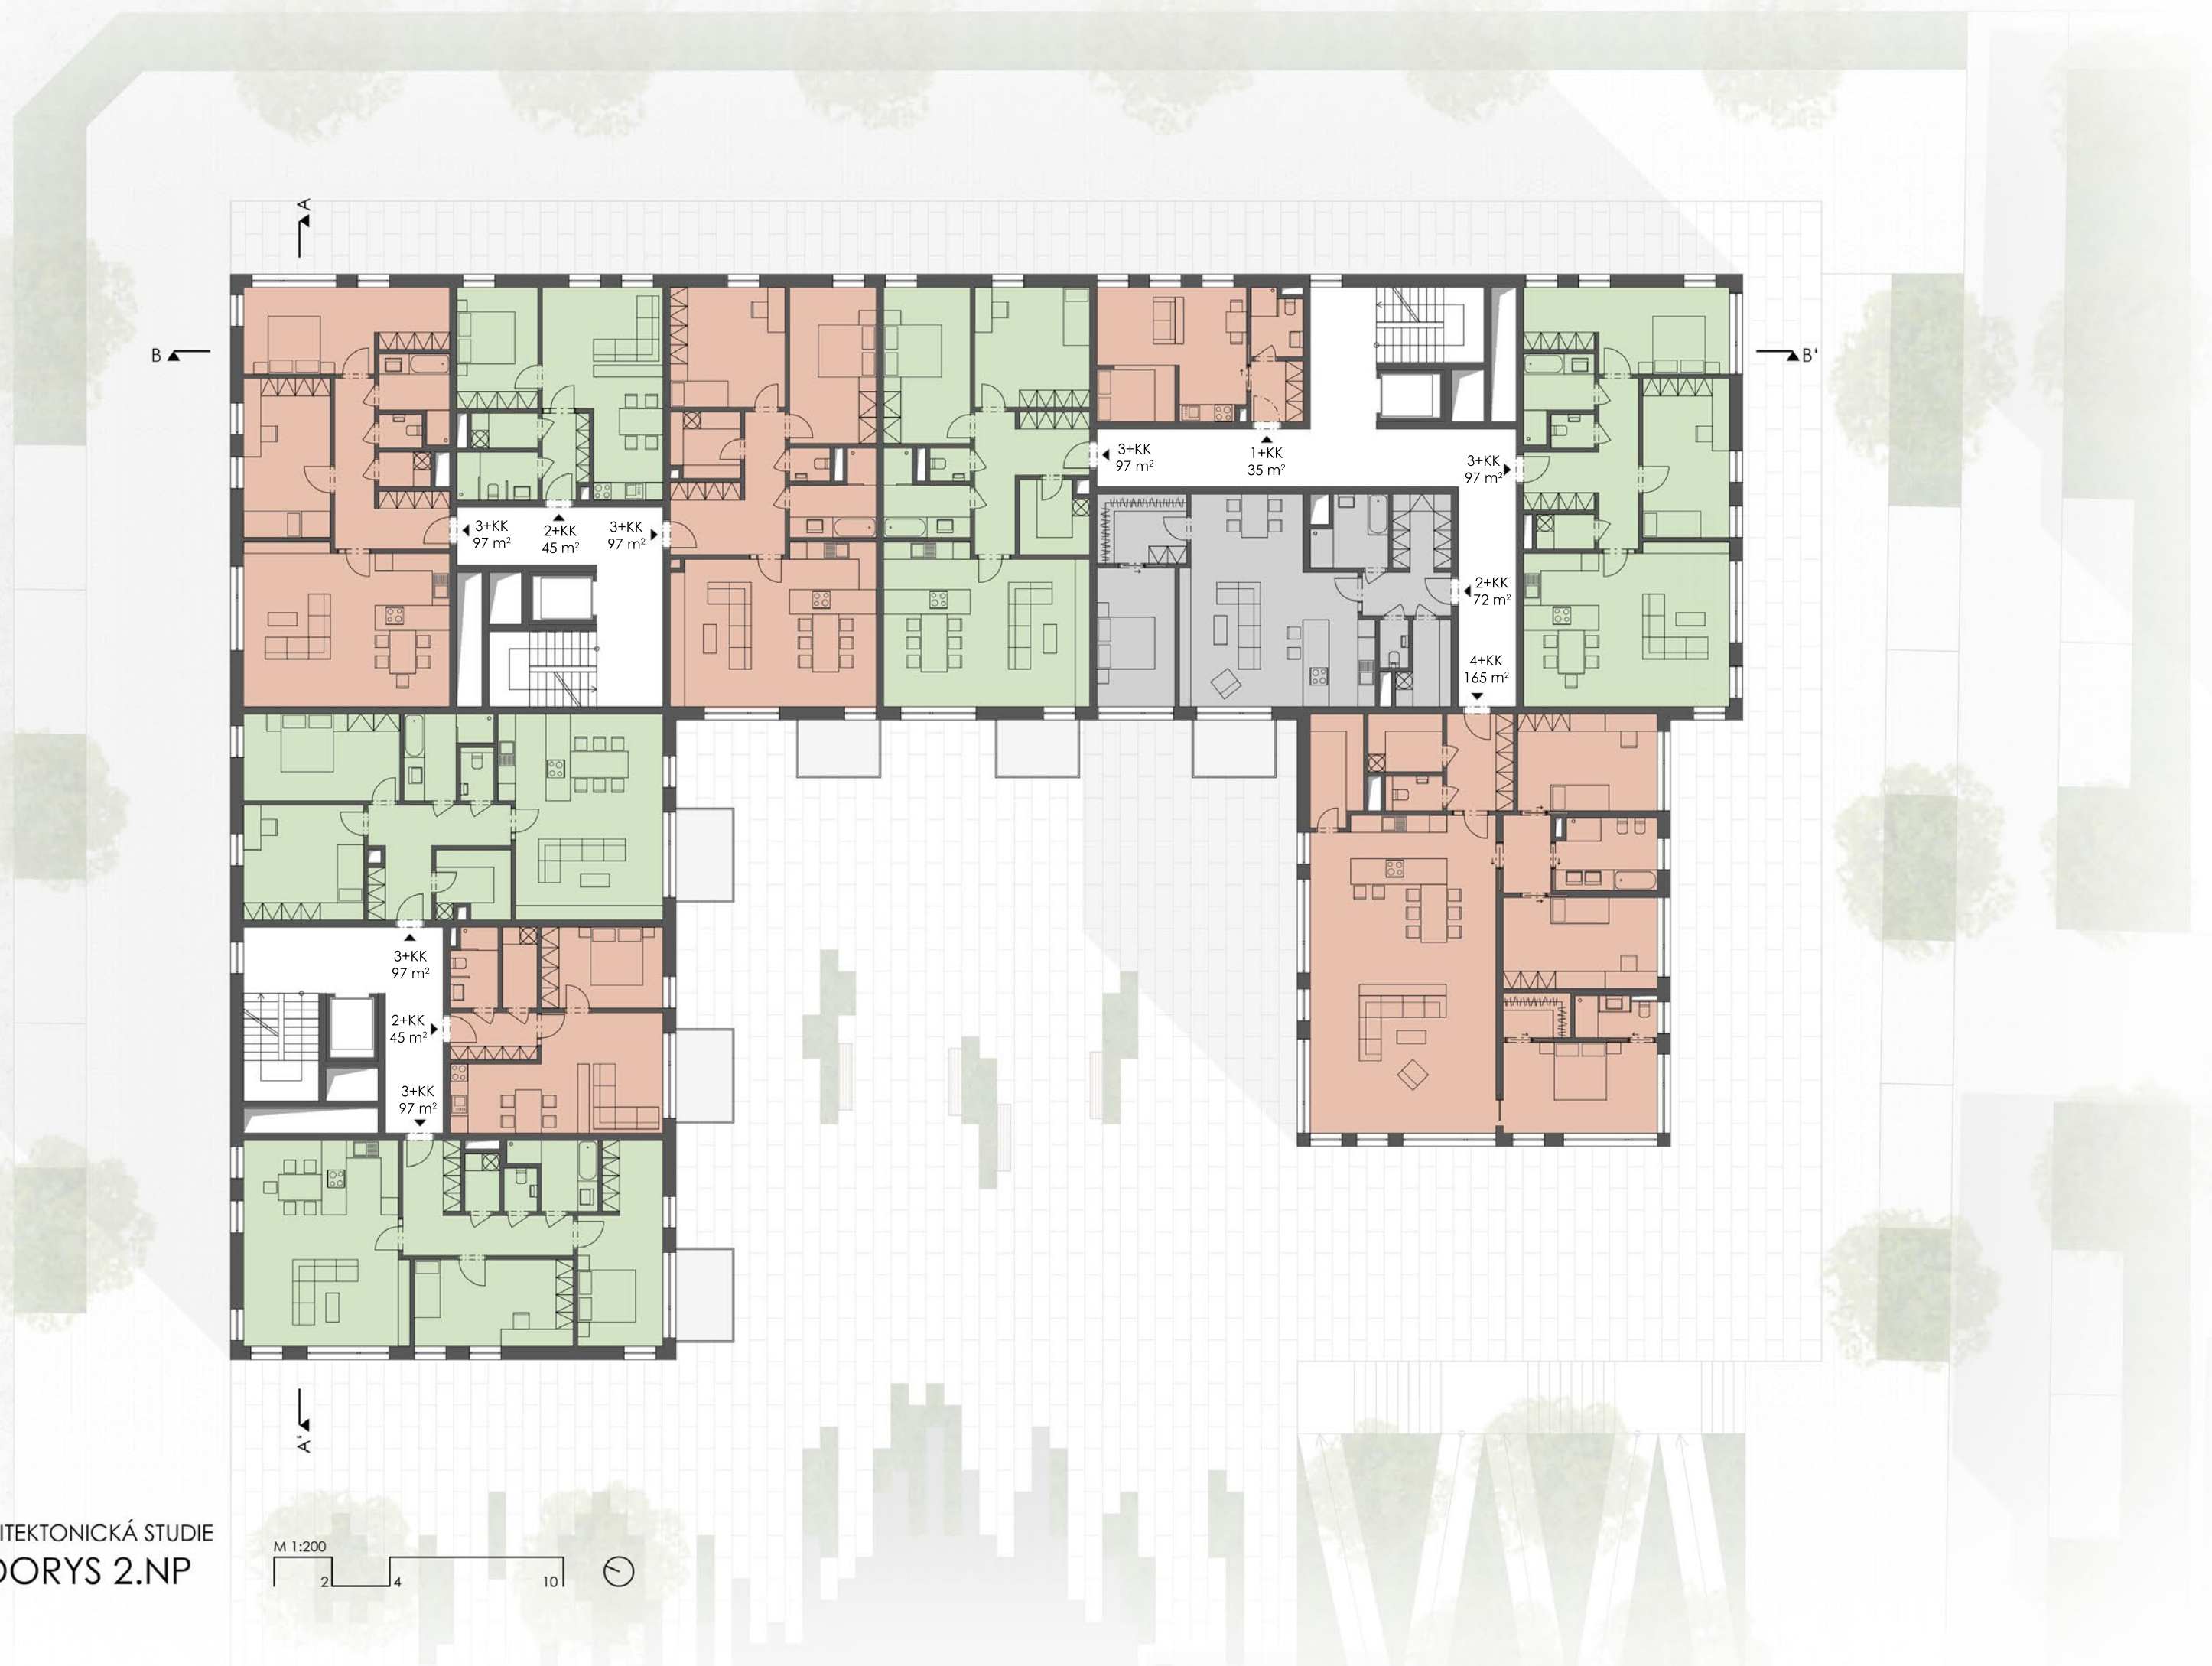 A
B
B'
3+KK
97 m²
1+KK
35 m²
3+KK
97 m²
3+KK
97 m²
2+KK
45 m²
3+KK
97 m²
2+KK
72 m²
4+KK
165 m²
3+KK
97 m²
2+KK
45 m²
3+KK
97 m²
A'
ITEKTONICKÁ STUDIE
DORYS 2.NP
M 1:200
2
4
10